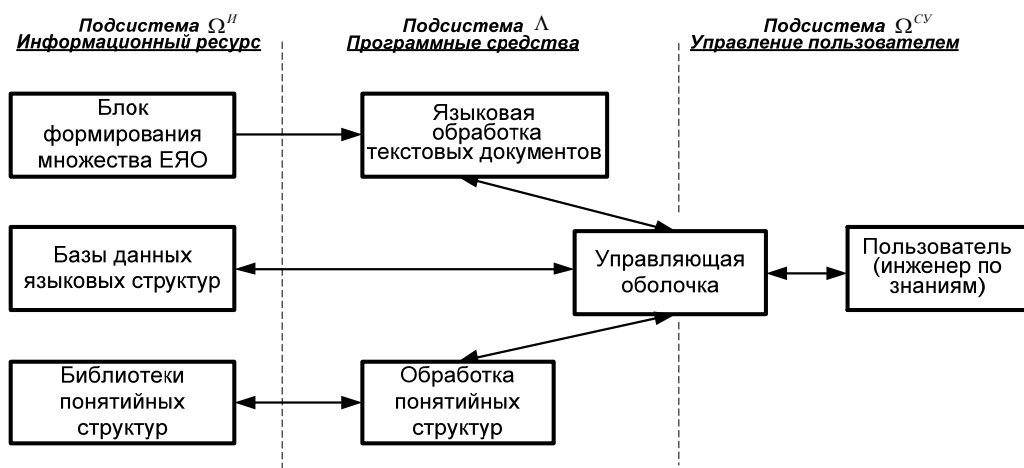 Подсистема Ω^И
Информационный ресурс
Подсистема Λ
Программные средства
Подсистема Ω^СУ
Управление пользователем
Блок
формирования
множества ЕЯО
Языковая
обработка
текстовых документов
Базы данных
языковых структур
Управляющая
оболочка
Пользователь
(инженер по
знаниям)
Библиотеки
понятийных
структур
Обработка
понятийных
структур